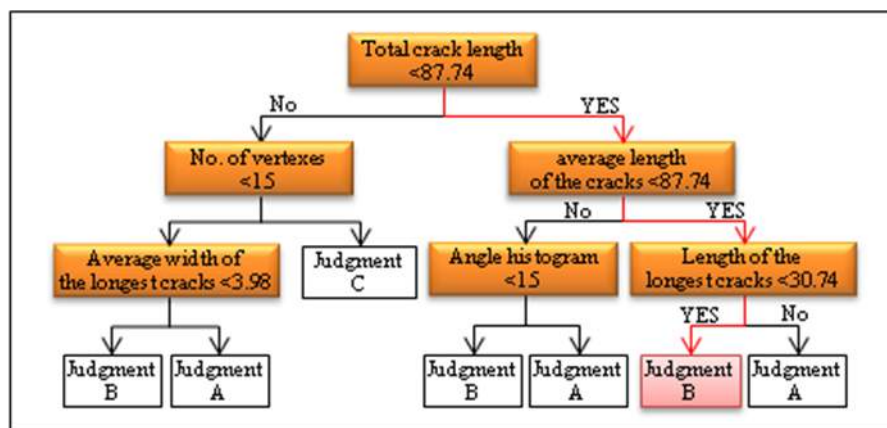 Total crack length
<87.74
No
YES
No. of vertexes
<15
average length
of the cracks <87.74
No
YES
Average width of
the longest cracks <3.98
Judgment
C
Angle histogram
<15
Length of the
longest cracks <30.74
YES
No
Judgment
B
Judgment
A
Judgment
B
Judgment
A
Judgment
B
Judgment
A